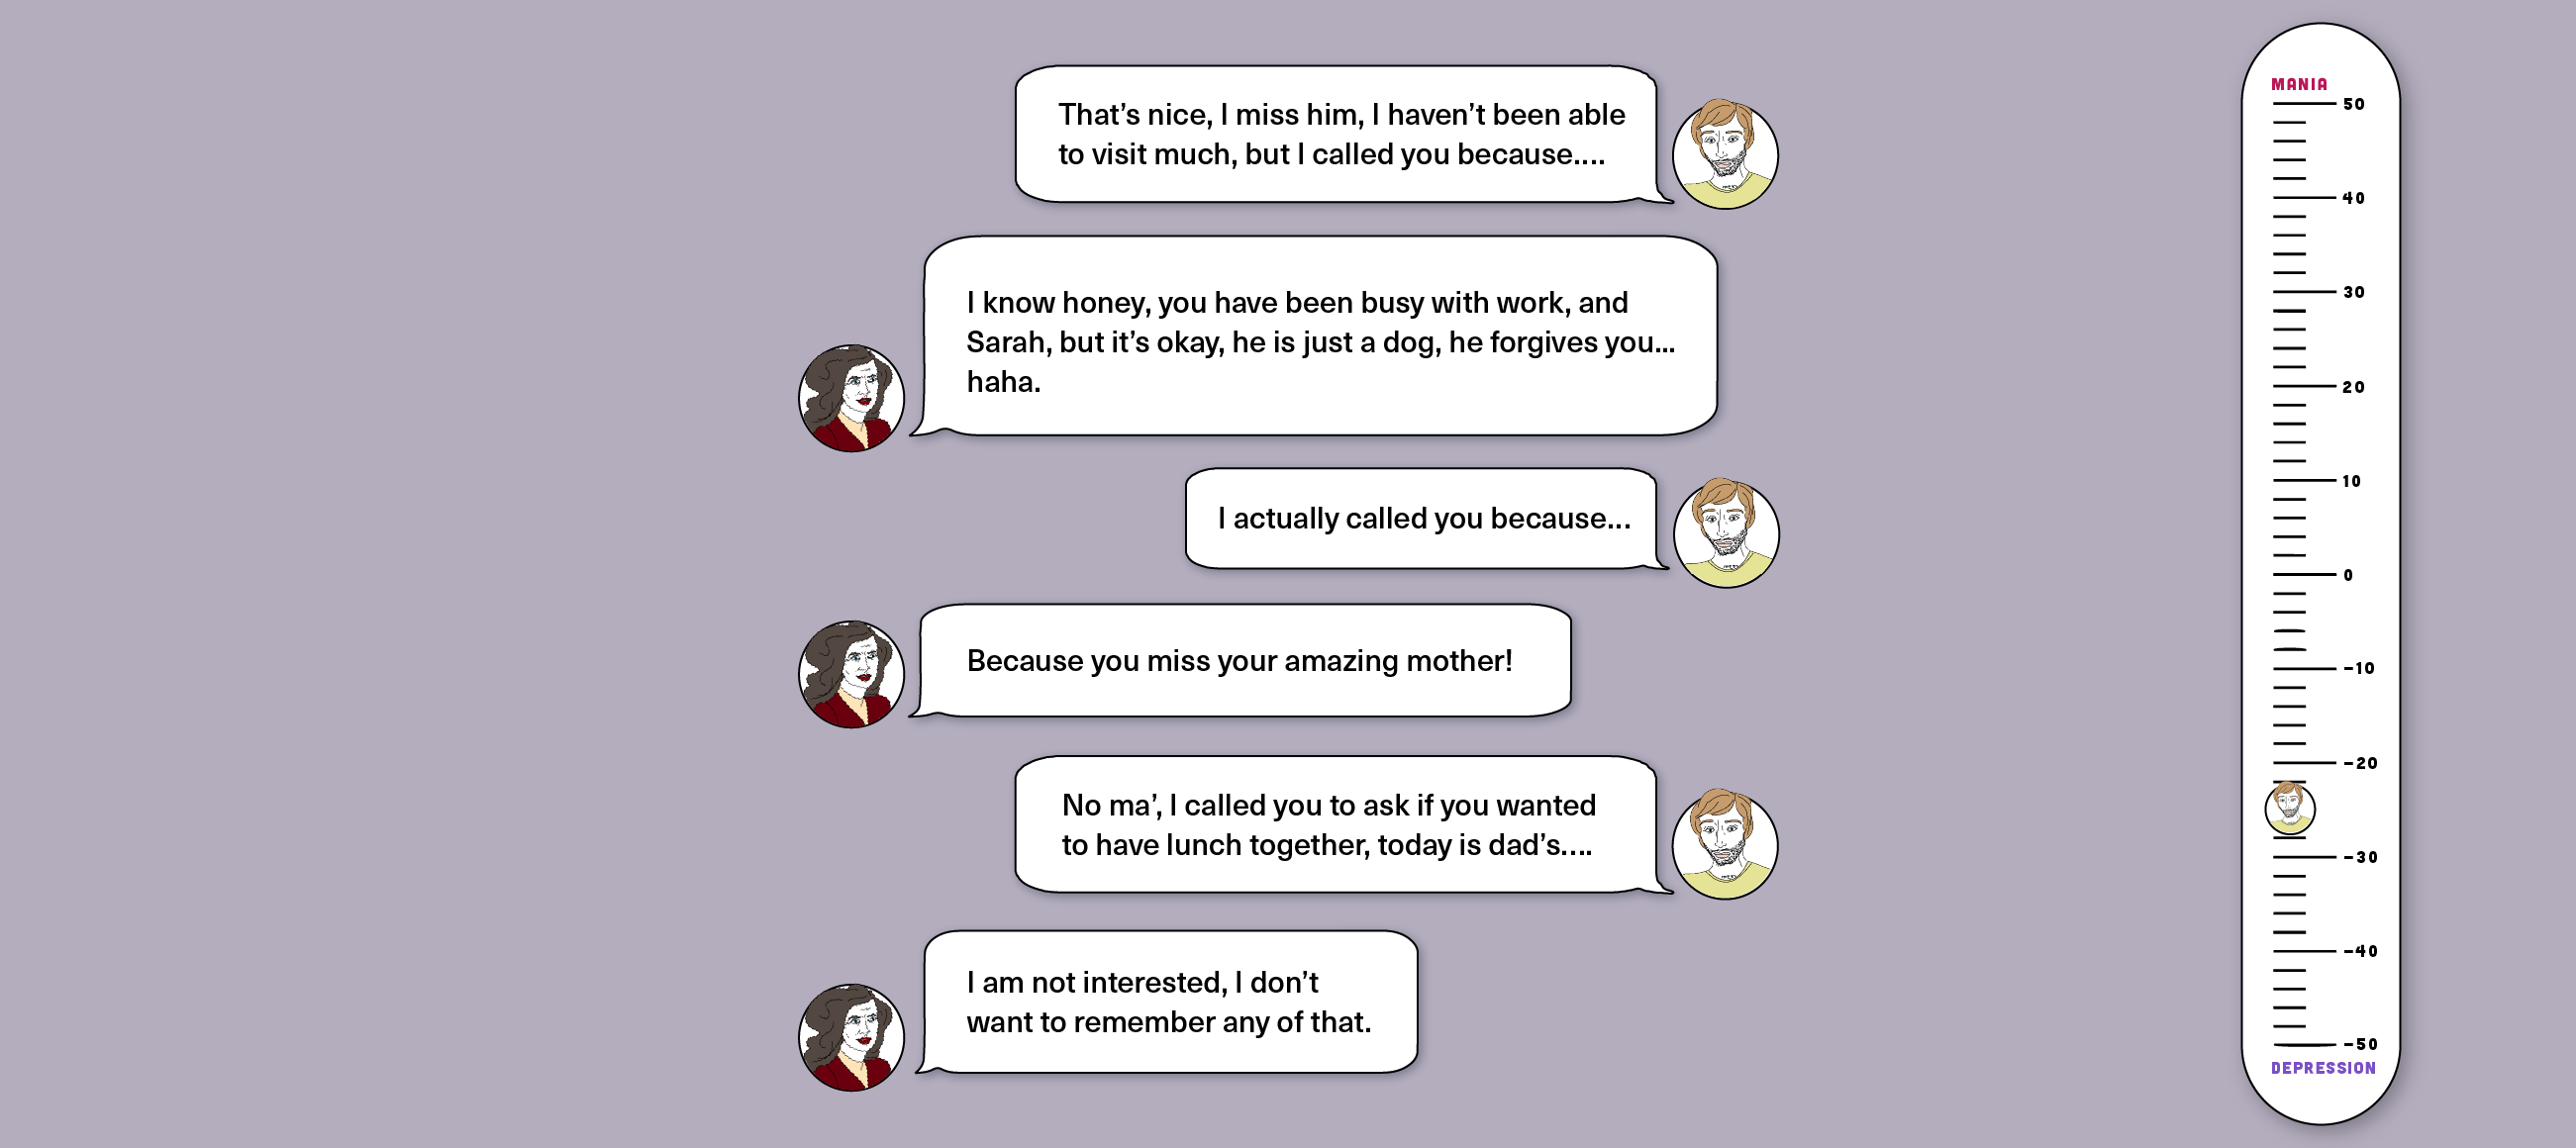 That’s nice, I miss him, I haven’t been able
to visit much, but I called you because....
I know honey, you have been busy with work, and
Sarah, but it’s okay, he is just a dog, he forgives you...
haha.
I actually called you because...
Because you miss your amazing mother!
No ma’, I called you to ask if you wanted
to have lunch together, today is dad’s....
I am not interested, I don’t
want to remember any of that.
MANIA
50
40
30
20
10
0
-10
-20
-30
-40
-50
DEPRESSION